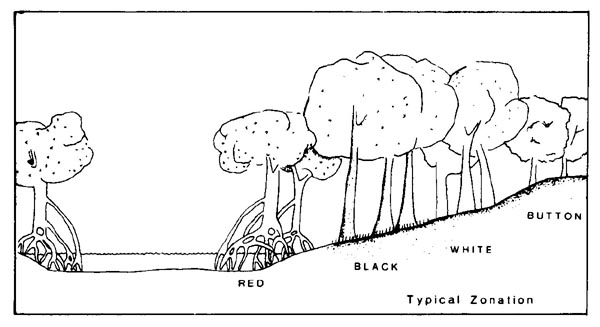 BUTTON
WHITE
BLACK
RED
Typical Zonation